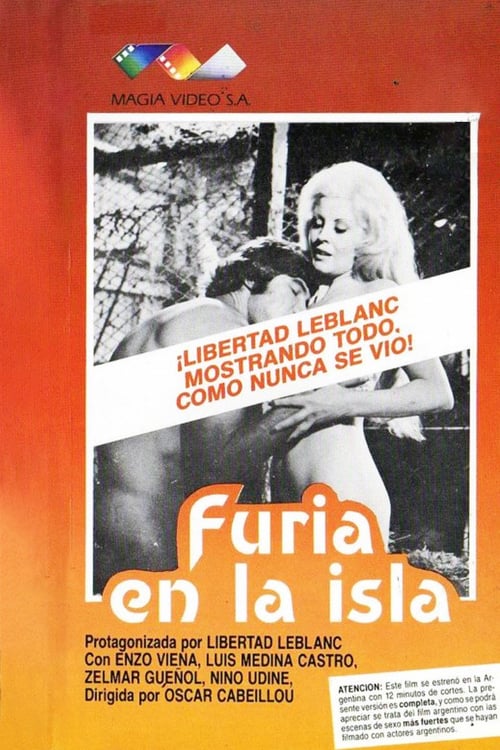 MAGIA VIDEO S.A.
¡LIBERTAD LEBLANC
MOSTRANDO TODO,
COMO NUNCA SE VIO!
Furia
en la isla
Protagonizada por LIBERTAD LEBLANC
Con ENZO VIENA, LUIS MEDINA CASTRO,
ZELMAR GUEÑOL, NINO UDINE,
Dirigida por OSCAR CABEILLOU
ATENCION: Este film se estrenó en la Ar-
gentina con 12 minutos de cortes. La pre-
sente versión es completa, y como se podrá
apreciar se trata del film argentino con las
escenas de sexo más fuertes que se hayan
filmado con actores argentinos.